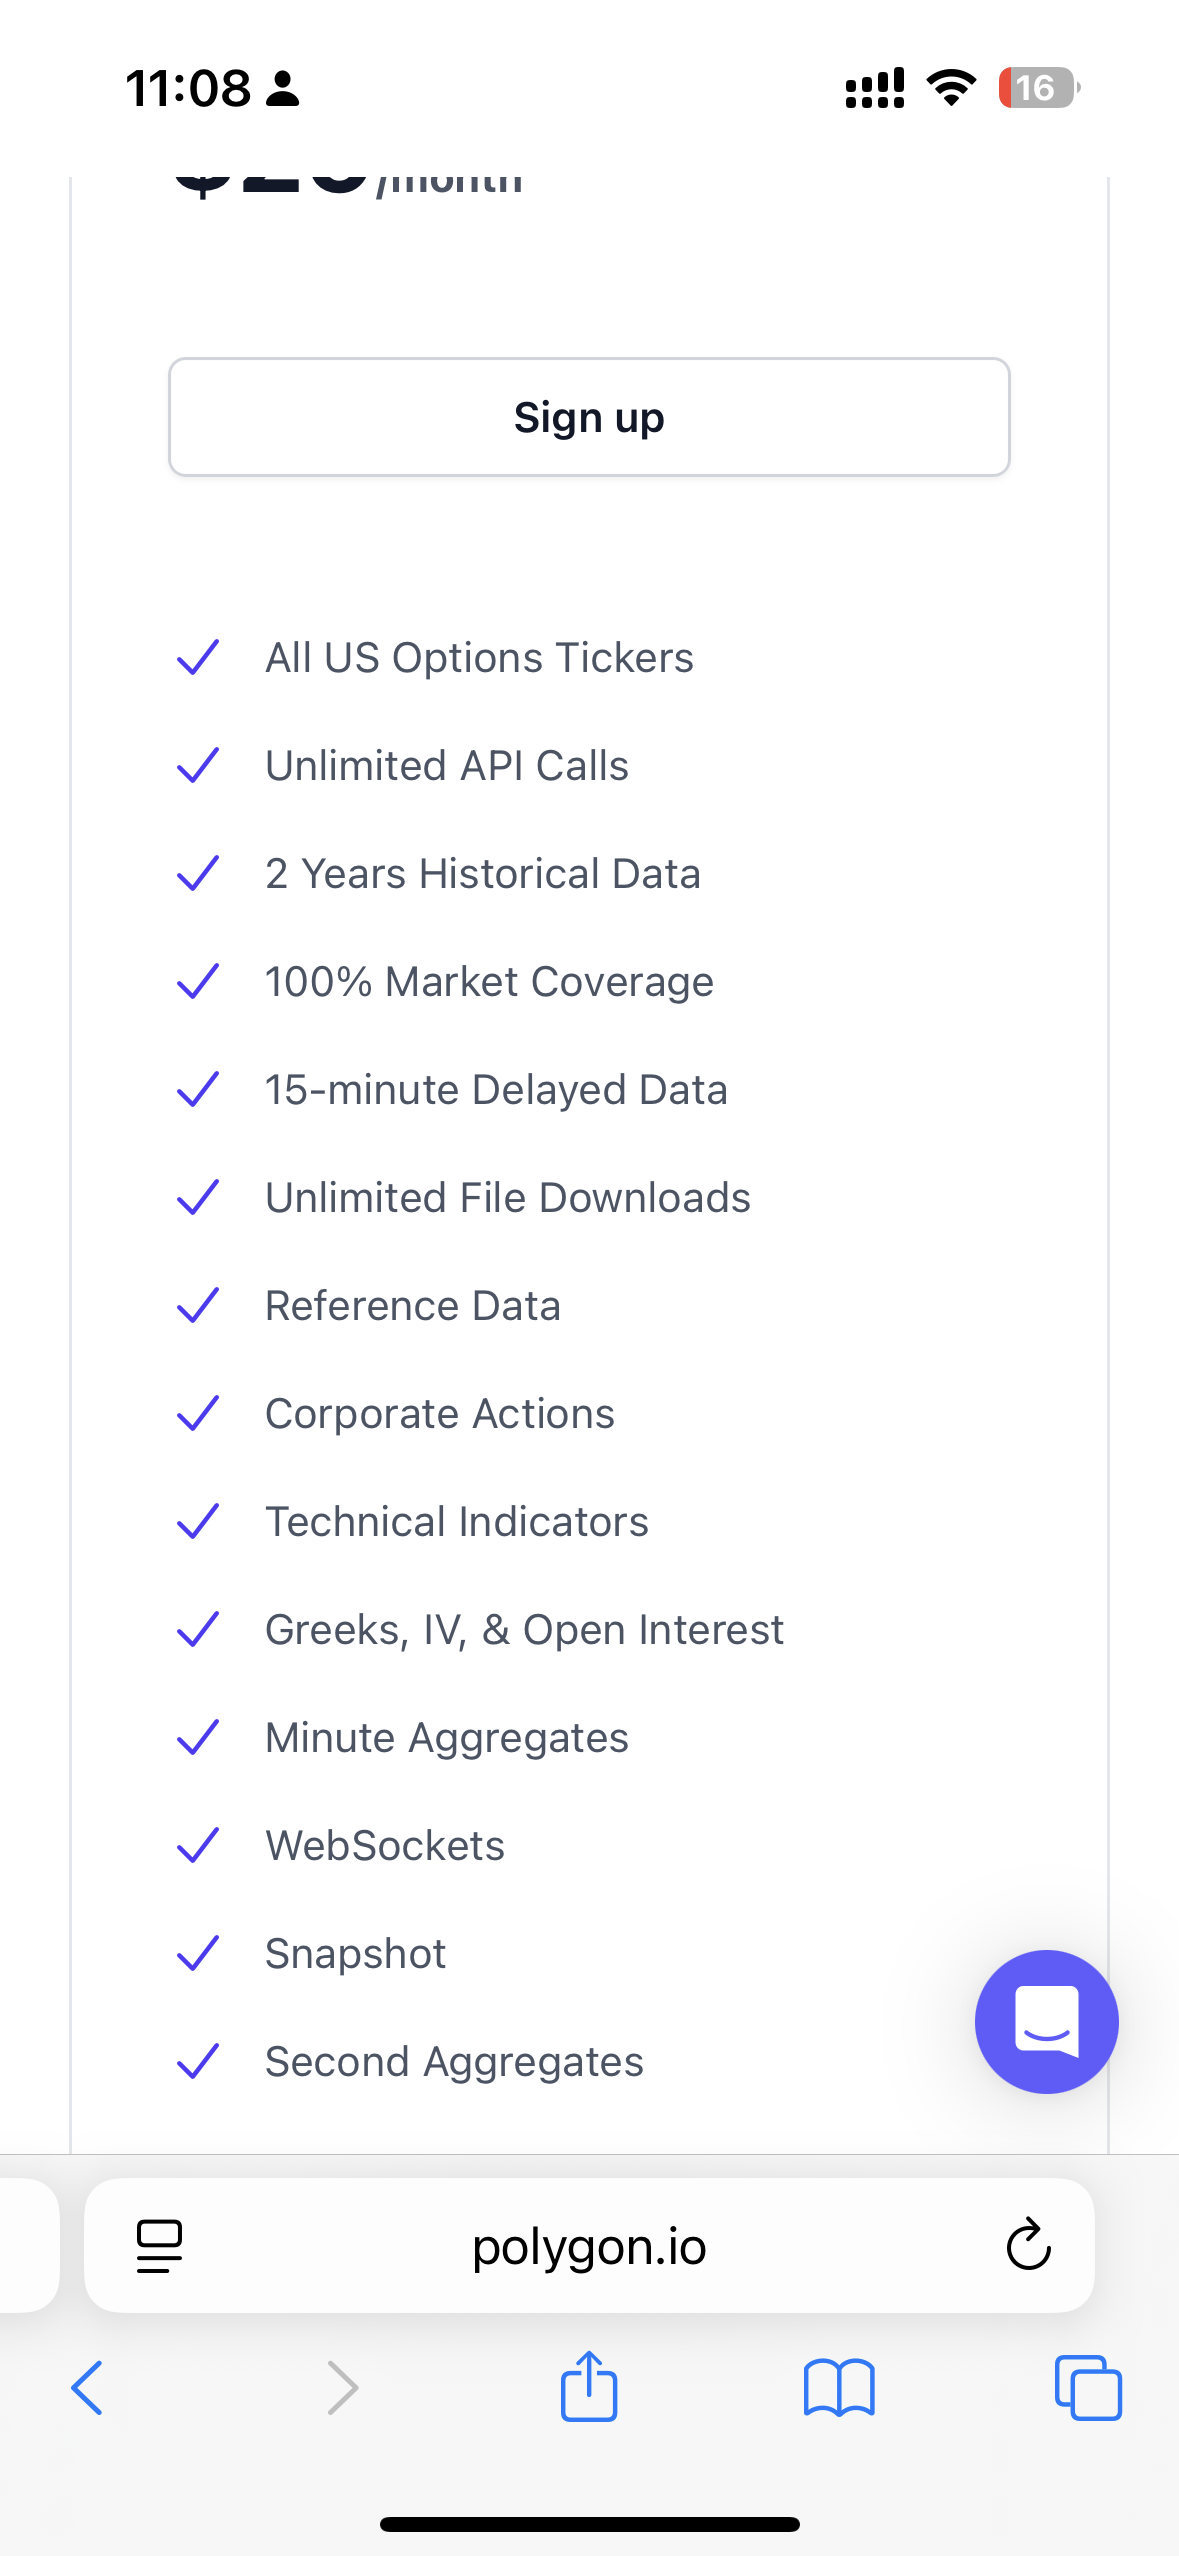 11:08
16
/month
Sign up
All US Options Tickers
Unlimited API Calls
2 Years Historical Data
100% Market Coverage
15-minute Delayed Data
Unlimited File Downloads
Reference Data
Corporate Actions
Technical Indicators
Greeks, IV, & Open Interest
Minute Aggregates
WebSockets
Snapshot
Second Aggregates
polygon.io